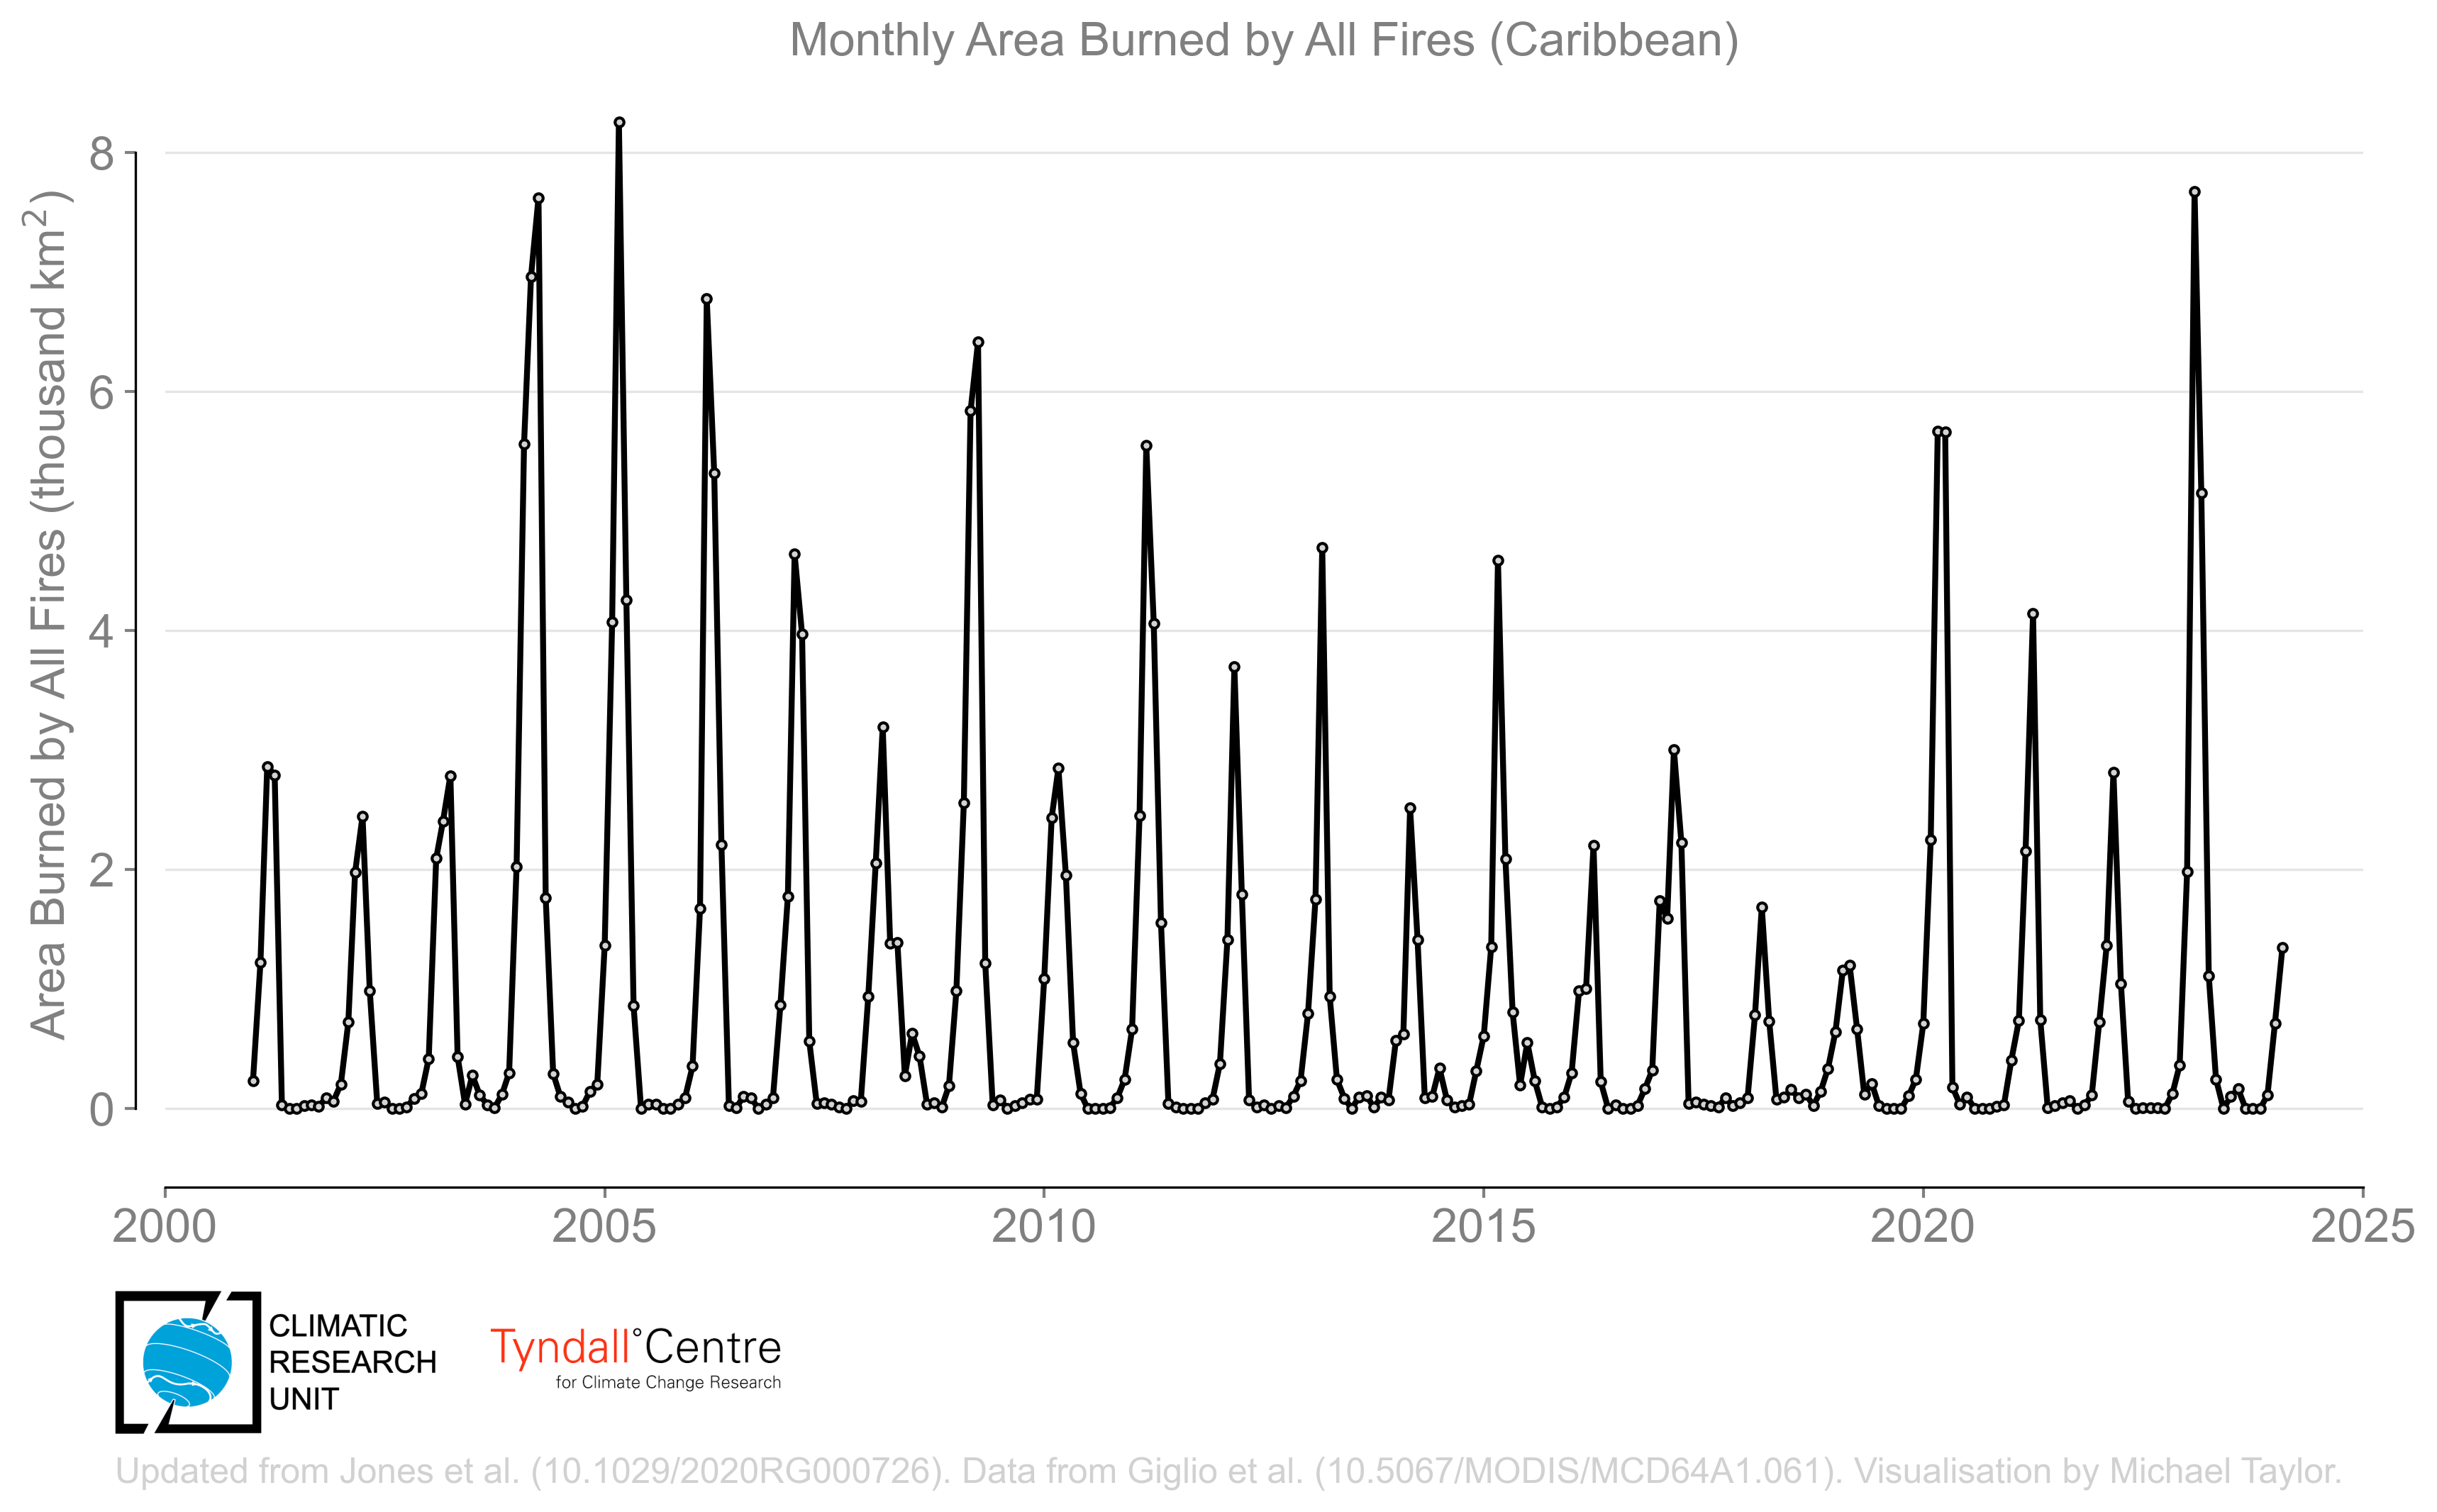 Monthly Area Burned by All Fires (Caribbean)
Area Burned by All Fires (thousand km²)
8
6
4
2
0
2000 2005 2010 2015 2020 2025
CLIMATIC
RESEARCH
UNIT
Tyndall°Centre
for Climate Change Research
Updated from Jones et al. (10.1029/2020RG000726). Data from Giglio et al. (10.5067/MODIS/MCD64A1.061). Visualisation by Michael Taylor.